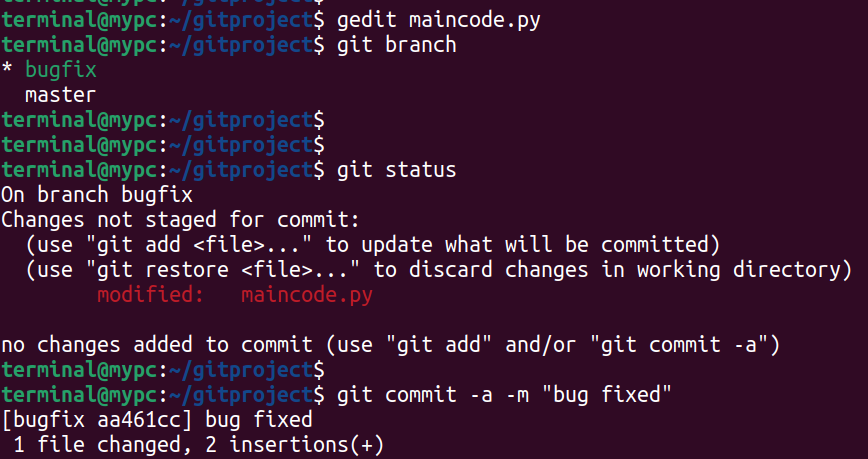 terminal@mypc:~/gitproject$ gedit maincode.py
terminal@mypc:~/gitproject$ git branch
* bugfix
  master
terminal@mypc:~/gitproject$
terminal@mypc:~/gitproject$
terminal@mypc:~/gitproject$ git status
On branch bugfix
Changes not staged for commit:
  (use "git add <file>..." to update what will be committed)
  (use "git restore <file>..." to discard changes in working directory)
        modified:   maincode.py

no changes added to commit (use "git add" and/or "git commit -a")
terminal@mypc:~/gitproject$
terminal@mypc:~/gitproject$ git commit -a -m "bug fixed"
[bugfix aa461cc] bug fixed
 1 file changed, 2 insertions(+)